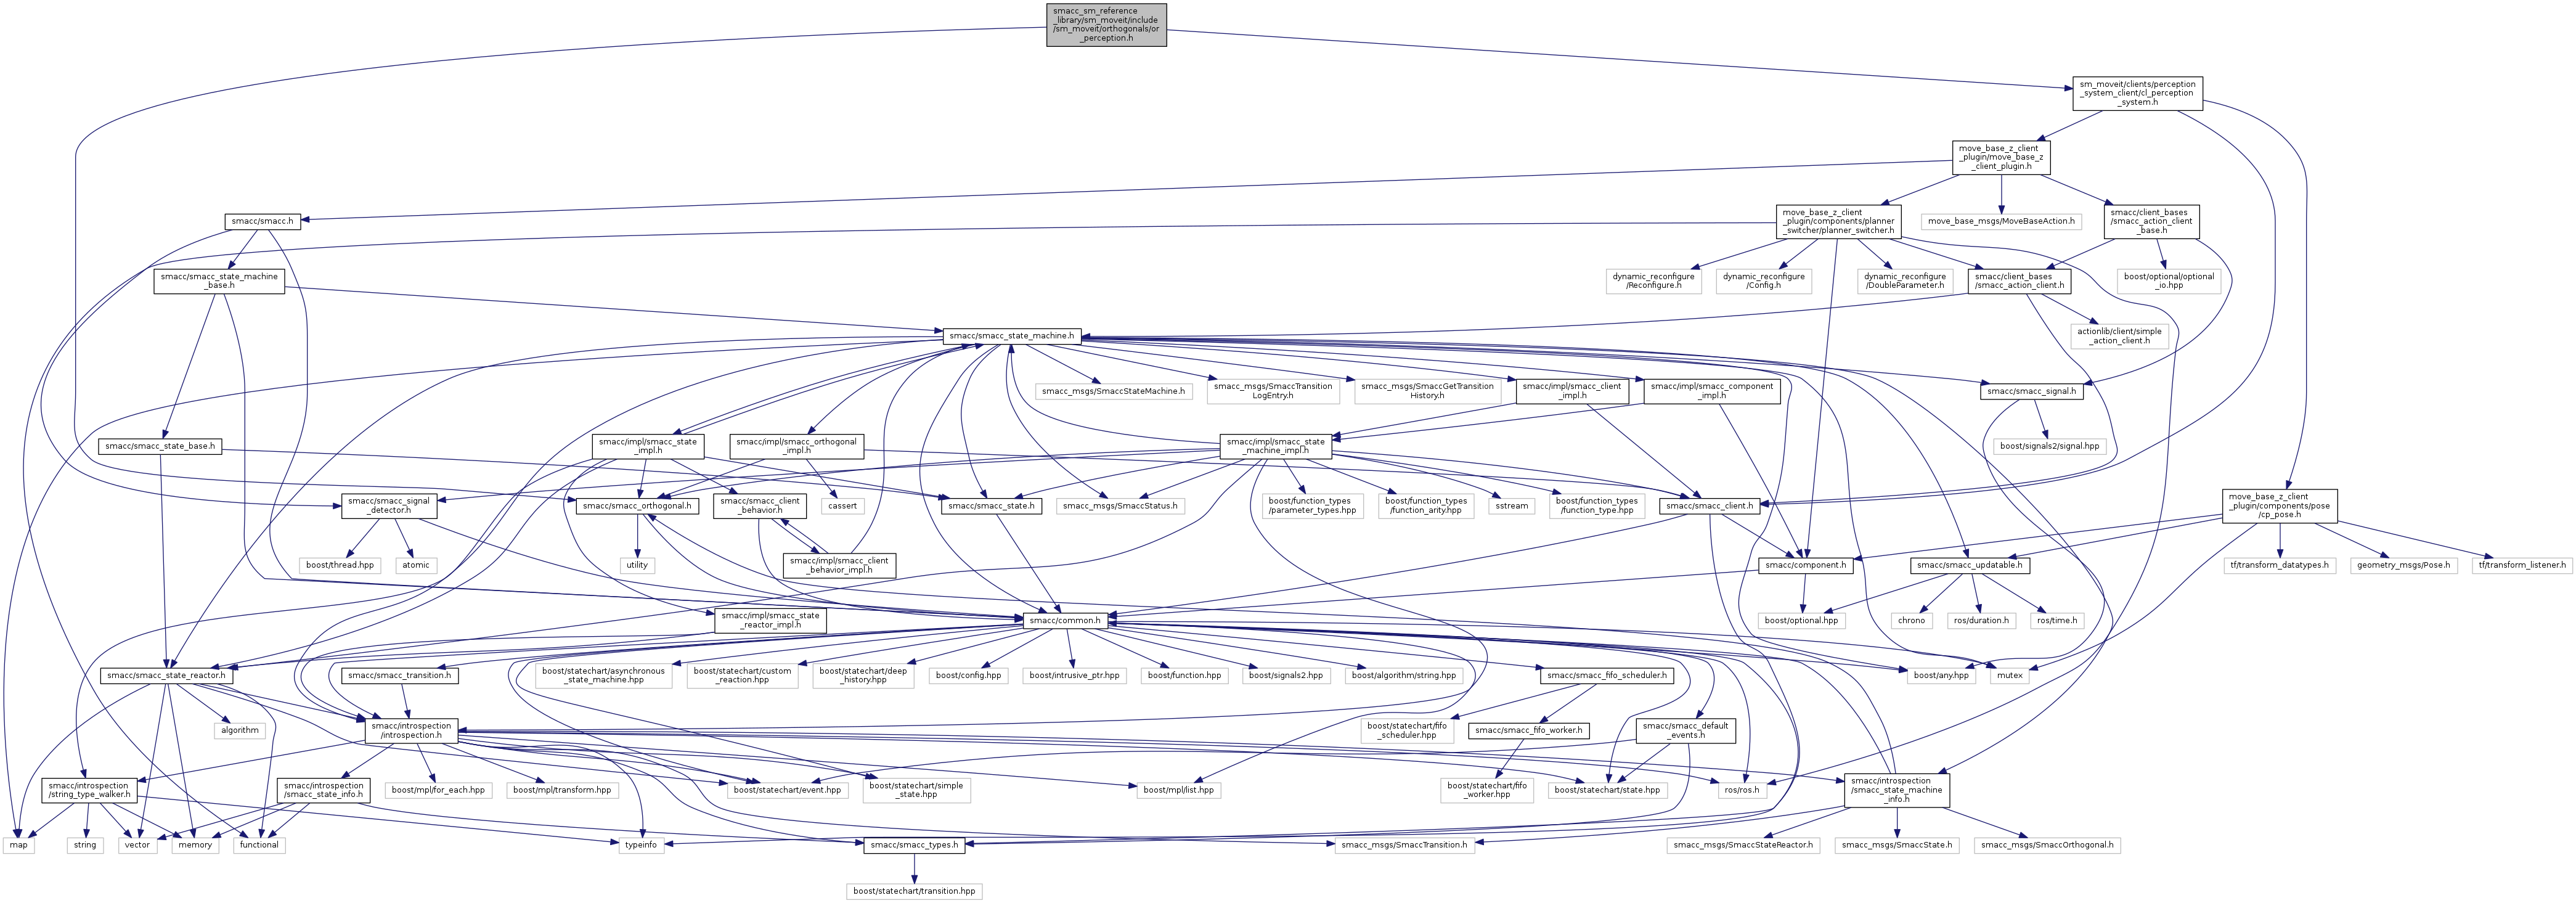 smacc_sm_reference
_library/sm_moveit/include
/sm_moveit/orthogonals/or
_perception.h
sm_moveit/clients/perception
_system_client/cl_perception
_system.h
move_base_z_client
_plugin/move_base_z
_client_plugin.h
smacc/smacc.h
move_base_z_client
_plugin/components/planner
_switcher/planner_switcher.h
move_base_msgs/MoveBaseAction.h
smacc/client_bases
/smacc_action_client
_base.h
smacc/smacc_state_machine
_base.h
dynamic_reconfigure
/Reconfigure.h
dynamic_reconfigure
/Config.h
dynamic_reconfigure
/DoubleParameter.h
smacc/client_bases
/smacc_action_client.h
boost/optional/optional
_io.hpp
smacc/smacc_state_machine.h
actionlib/client/simple
_action_client.h
smacc_msgs/SmaccStateMachine.h
smacc_msgs/SmaccTransition
LogEntry.h
smacc_msgs/SmaccGetTransition
History.h
smacc/impl/smacc_client
_impl.h
smacc/impl/smacc_component
_impl.h
smacc/smacc_signal.h
smacc/smacc_state_base.h
smacc/impl/smacc_state
_impl.h
smacc/impl/smacc_orthogonal
_impl.h
smacc/impl/smacc_state
_machine_impl.h
boost/signals2/signal.hpp
smacc/smacc_signal
_detector.h
smacc/smacc_orthogonal.h
smacc/smacc_client
_behavior.h
cassert
smacc/smacc_state.h
smacc_msgs/SmaccStatus.h
boost/function_types
/parameter_types.hpp
boost/function_types
/function_arity.hpp
sstream
boost/function_types
/function_type.hpp
smacc/smacc_client.h
move_base_z_client
_plugin/components/pose
/cp_pose.h
boost/thread.hpp
atomic
utility
smacc/impl/smacc_client
_behavior_impl.h
smacc/component.h
smacc/smacc_updatable.h
tf/transform_datatypes.h
geometry_msgs/Pose.h
tf/transform_listener.h
smacc/impl/smacc_state
_reactor_impl.h
smacc/common.h
boost/optional.hpp
chrono
ros/duration.h
ros/time.h
smacc/smacc_state_reactor.h
smacc/smacc_transition.h
boost/statechart/asynchronous
_state_machine.hpp
boost/statechart/custom
_reaction.hpp
boost/statechart/deep
_history.hpp
boost/config.hpp
boost/intrusive_ptr.hpp
boost/function.hpp
boost/signals2.hpp
boost/algorithm/string.hpp
smacc/smacc_fifo_scheduler.h
boost/any.hpp
mutex
algorithm
smacc/introspection
/introspection.h
boost/statechart/fifo
_scheduler.hpp
smacc/smacc_fifo_worker.h
smacc/smacc_default
_events.h
smacc/introspection
/string_type_walker.h
smacc/introspection
/smacc_state_info.h
boost/mpl/for_each.hpp
boost/mpl/transform.hpp
boost/statechart/event.hpp
boost/statechart/simple
_state.hpp
boost/mpl/list.hpp
boost/statechart/fifo
_worker.hpp
boost/statechart/state.hpp
ros/ros.h
smacc/introspection
/smacc_state_machine
_info.h
map
string
vector
memory
functional
typeinfo
smacc/smacc_types.h
smacc_msgs/SmaccTransition.h
smacc_msgs/SmaccStateReactor.h
smacc_msgs/SmaccState.h
smacc_msgs/SmaccOrthogonal.h
boost/statechart/transition.hpp